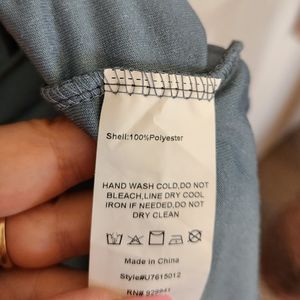 Shell:100%Polyester
HAND WASH COLD,DO NOT
BLEACH,LINE DRY COOL
IRON IF NEEDED,DO NOT
DRY CLEAN
Made in China
Style#U7615012
RN# 929941